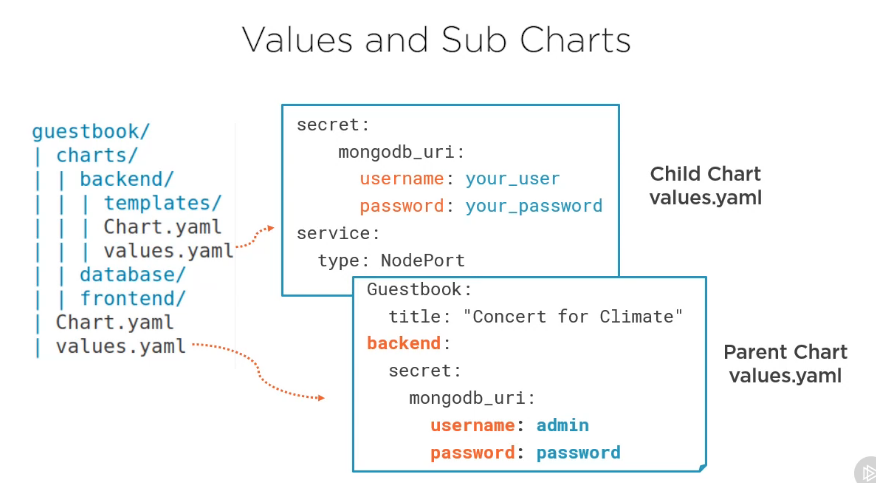 Values and Sub Charts
guestbook/
| charts/
| | backend/
| | | templates/
| | | Chart.yaml
| | | values.yaml
| | database/
| | frontend/
| Chart.yaml
| values.yaml
secret:
mongodb_uri:
username: your_user
password: your_password
service:
type: NodePort
Child Chart
values.yaml
Guestbook:
title: "Concert for Climate"
backend:
secret:
mongodb_uri:
username: admin
password: password
Parent Chart
values.yaml